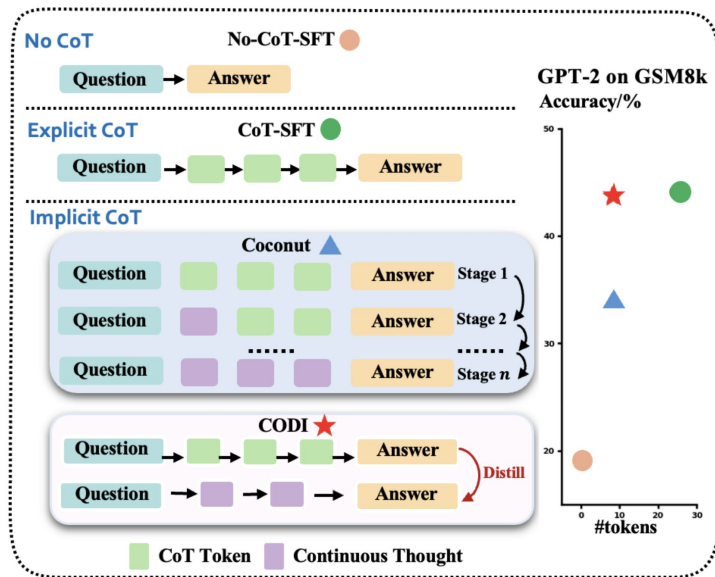 No CoT
No-CoT-SFT
Question
Answer
Explicit CoT
CoT-SFT
Question
Answer
Implicit CoT
Coconut
Question
Answer
Stage 1
Question
Answer
Stage 2
......
......
Question
Answer
Stage n
CODI
Question
Answer
Distill
Question
Answer
CoT Token
Continuous Thought
GPT-2 on GSM8k
Accuracy/%
50
40
30
20
0
10
20
30
#tokens